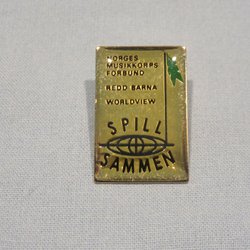 NORGES
MUSIKKORPS
FORBUND
REDD BARNA
WORLDVIEW
SPILL
SAMMEN